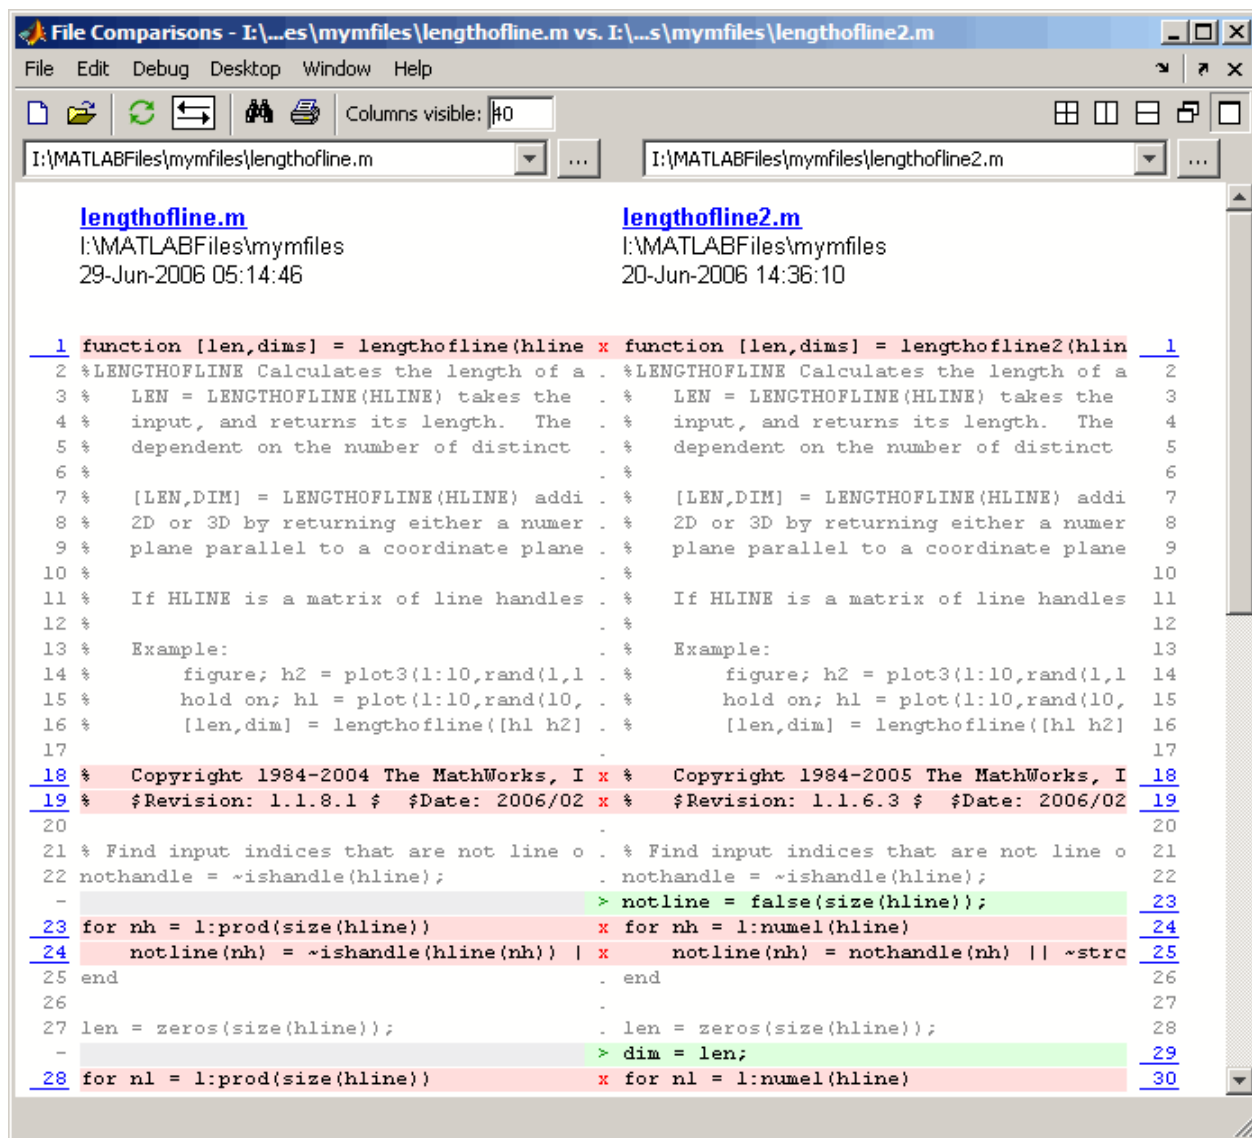 File Comparisons - I:\...es\mymfiles\lengthofline.m vs. I:\...s\mymfiles\lengthofline2.m
File Edit Debug Desktop Window Help
Columns visible: 40
I:\MATLABFiles\mymfiles\lengthofline.m ... I:\MATLABFiles\mymfiles\lengthofline2.m ...
lengthofline.m lengthofline2.m
I:\MATLABFiles\mymfiles I:\MATLABFiles\mymfiles
29-Jun-2006 05:14:46 20-Jun-2006 14:36:10
1 function [len,dims] = lengthofline(hline x function [len,dims] = lengthofline2(hlin 1
2 %LENGTHOFLINE Calculates the length of a . %LENGTHOFLINE Calculates the length of a 2
3 % LEN = LENGTHOFLINE(HLINE) takes the . % LEN = LENGTHOFLINE(HLINE) takes the 3
4 % input, and returns its length. The . % input, and returns its length. The 4
5 % dependent on the number of distinct . % dependent on the number of distinct 5
6 % . % 6
7 % [LEN,DIM] = LENGTHOFLINE(HLINE) addi . % [LEN,DIM] = LENGTHOFLINE(HLINE) addi 7
8 % 2D or 3D by returning either a numer . % 2D or 3D by returning either a numer 8
9 % plane parallel to a coordinate plane . % plane parallel to a coordinate plane 9
10 % . % 10
11 % If HLINE is a matrix of line handles . % If HLINE is a matrix of line handles 11
12 % . % 12
13 % Example: . % Example: 13
14 % figure; h2 = plot3(1:10,rand(1,1 . % figure; h2 = plot3(1:10,rand(1,1 14
15 % hold on; h1 = plot(1:10,rand(10, . % hold on; h1 = plot(1:10,rand(10, 15
16 % [len,dim] = lengthofline([h1 h2] . % [len,dim] = lengthofline([h1 h2] 16
17 . 17
18 % Copyright 1984-2004 The MathWorks, I x % Copyright 1984-2005 The MathWorks, I 18
19 % $Revision: 1.1.8.1 $ $Date: 2006/02 x % $Revision: 1.1.6.3 $ $Date: 2006/02 19
20 . 20
21 % Find input indices that are not line o . % Find input indices that are not line o 21
22 nothandle = ~ishandle(hline); . nothandle = ~ishandle(hline); 22
- > notline = false(size(hline)); 23
23 for nh = 1:prod(size(hline)) x for nh = 1:numel(hline) 24
24 notline(nh) = ~ishandle(hline(nh)) | x notline(nh) = nothandle(nh) || ~strc 25
25 end . end 26
26 . 27
27 len = zeros(size(hline)); . len = zeros(size(hline)); 28
- > dim = len; 29
28 for nl = 1:prod(size(hline)) x for nl = 1:numel(hline) 30